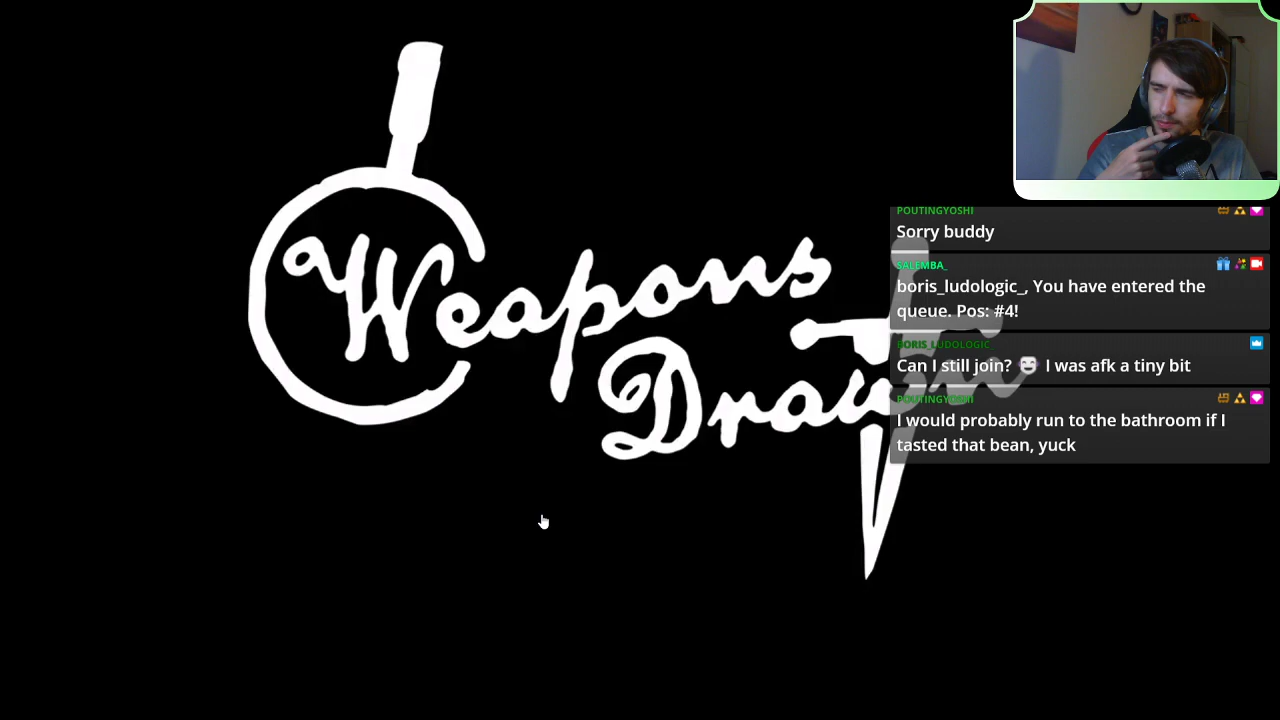 Weapons
Drawn
POUTINGYOSHI
Sorry buddy
SALEMBA_
boris_ludologic_, You have entered the
queue. Pos: #4!
BORIS_LUDOLOGIC_
Can I still join? I was afk a tiny bit
POUTINGYOSHI
I would probably run to the bathroom if I
tasted that bean, yuck